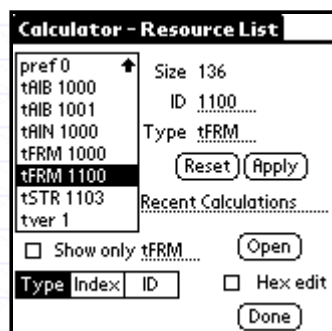 Calculator - Resource List
pref 0
tAIB 1000
tAIB 1001
tAIN 1000
tFRM 1000
tFRM 1100
tSTR 1103
tver 1
Size 136
ID 1100
Type tFRM
Reset Apply
Recent Calculations
Show only tFRM
Open
Type Index ID
Hex edit
Done